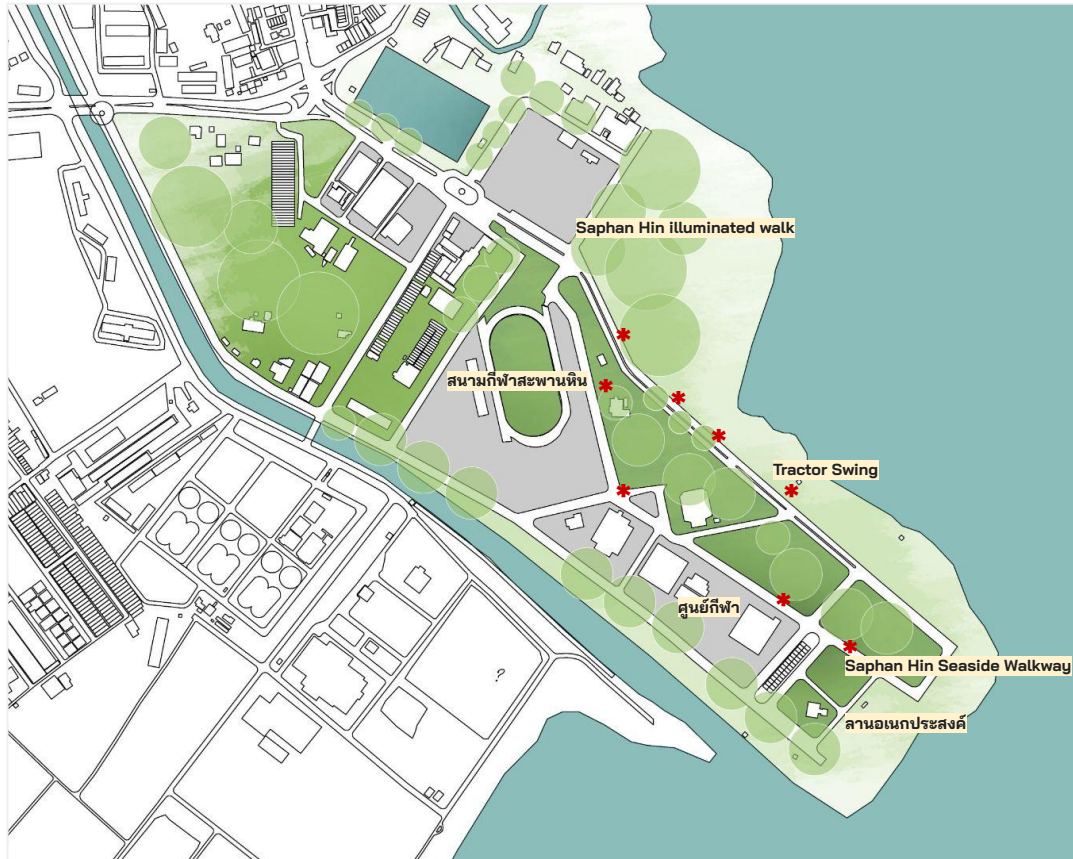 Saphan Hin illuminated walk
สนามกีฬาสะพานหิน
Tractor Swing
ศูนย์กีฬา
Saphan Hin Seaside Walkway
ลานอเนกประสงค์
?